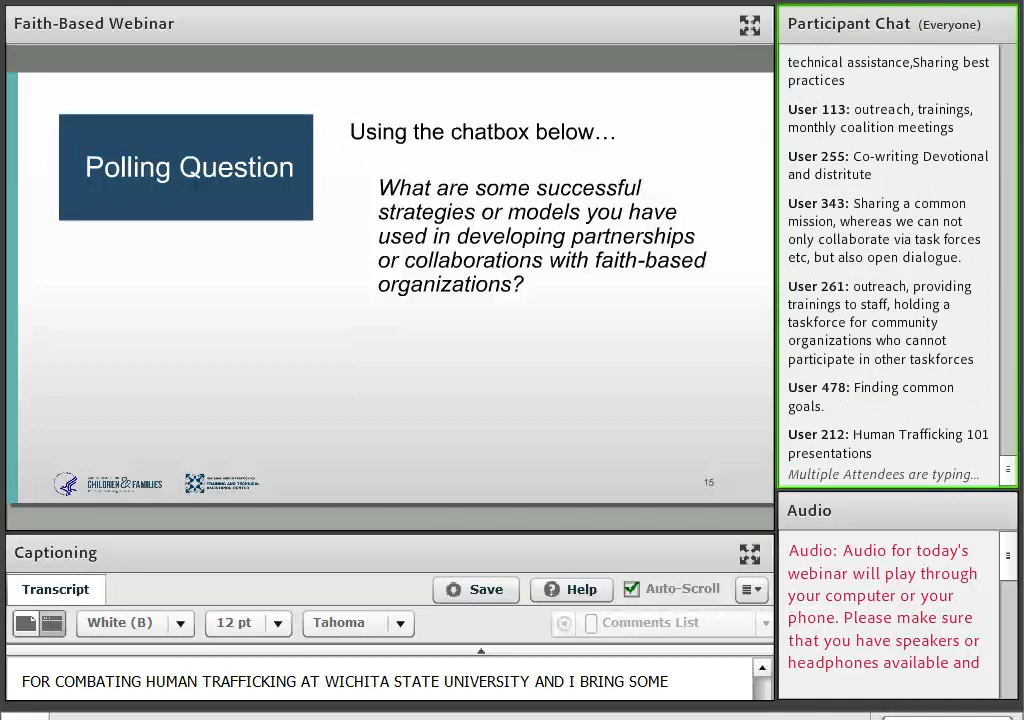 Faith-Based Webinar
Polling Question
Using the chatbox below…
What are some successful
strategies or models you have
used in developing partnerships
or collaborations with faith-based
organizations?
CHILDREN & FAMILIES
NATIONAL HUMAN TRAFFICKING
TRAINING AND TECHNICAL
ASSISTANCE CENTER
15
Participant Chat (Everyone)
technical assistance,Sharing best
practices
User 113: outreach, trainings,
monthly coalition meetings
User 255: Co-writing Devotional
and distritute
User 343: Sharing a common
mission, whereas we can not
only collaborate via task forces
etc, but also open dialogue.
User 261: outreach, providing
trainings to staff, holding a
taskforce for community
organizations who cannot
participate in other taskforces
User 478: Finding common
goals.
User 212: Human Trafficking 101
presentations
Multiple Attendees are typing...
Audio
Audio: Audio for today's
webinar will play through
your computer or your
phone. Please make sure
that you have speakers or
headphones available and
Captioning
Transcript
Save
Help
Auto-Scroll
White (B)
12 pt
Tahoma
Comments List
FOR COMBATING HUMAN TRAFFICKING AT WICHITA STATE UNIVERSITY AND I BRING SOME